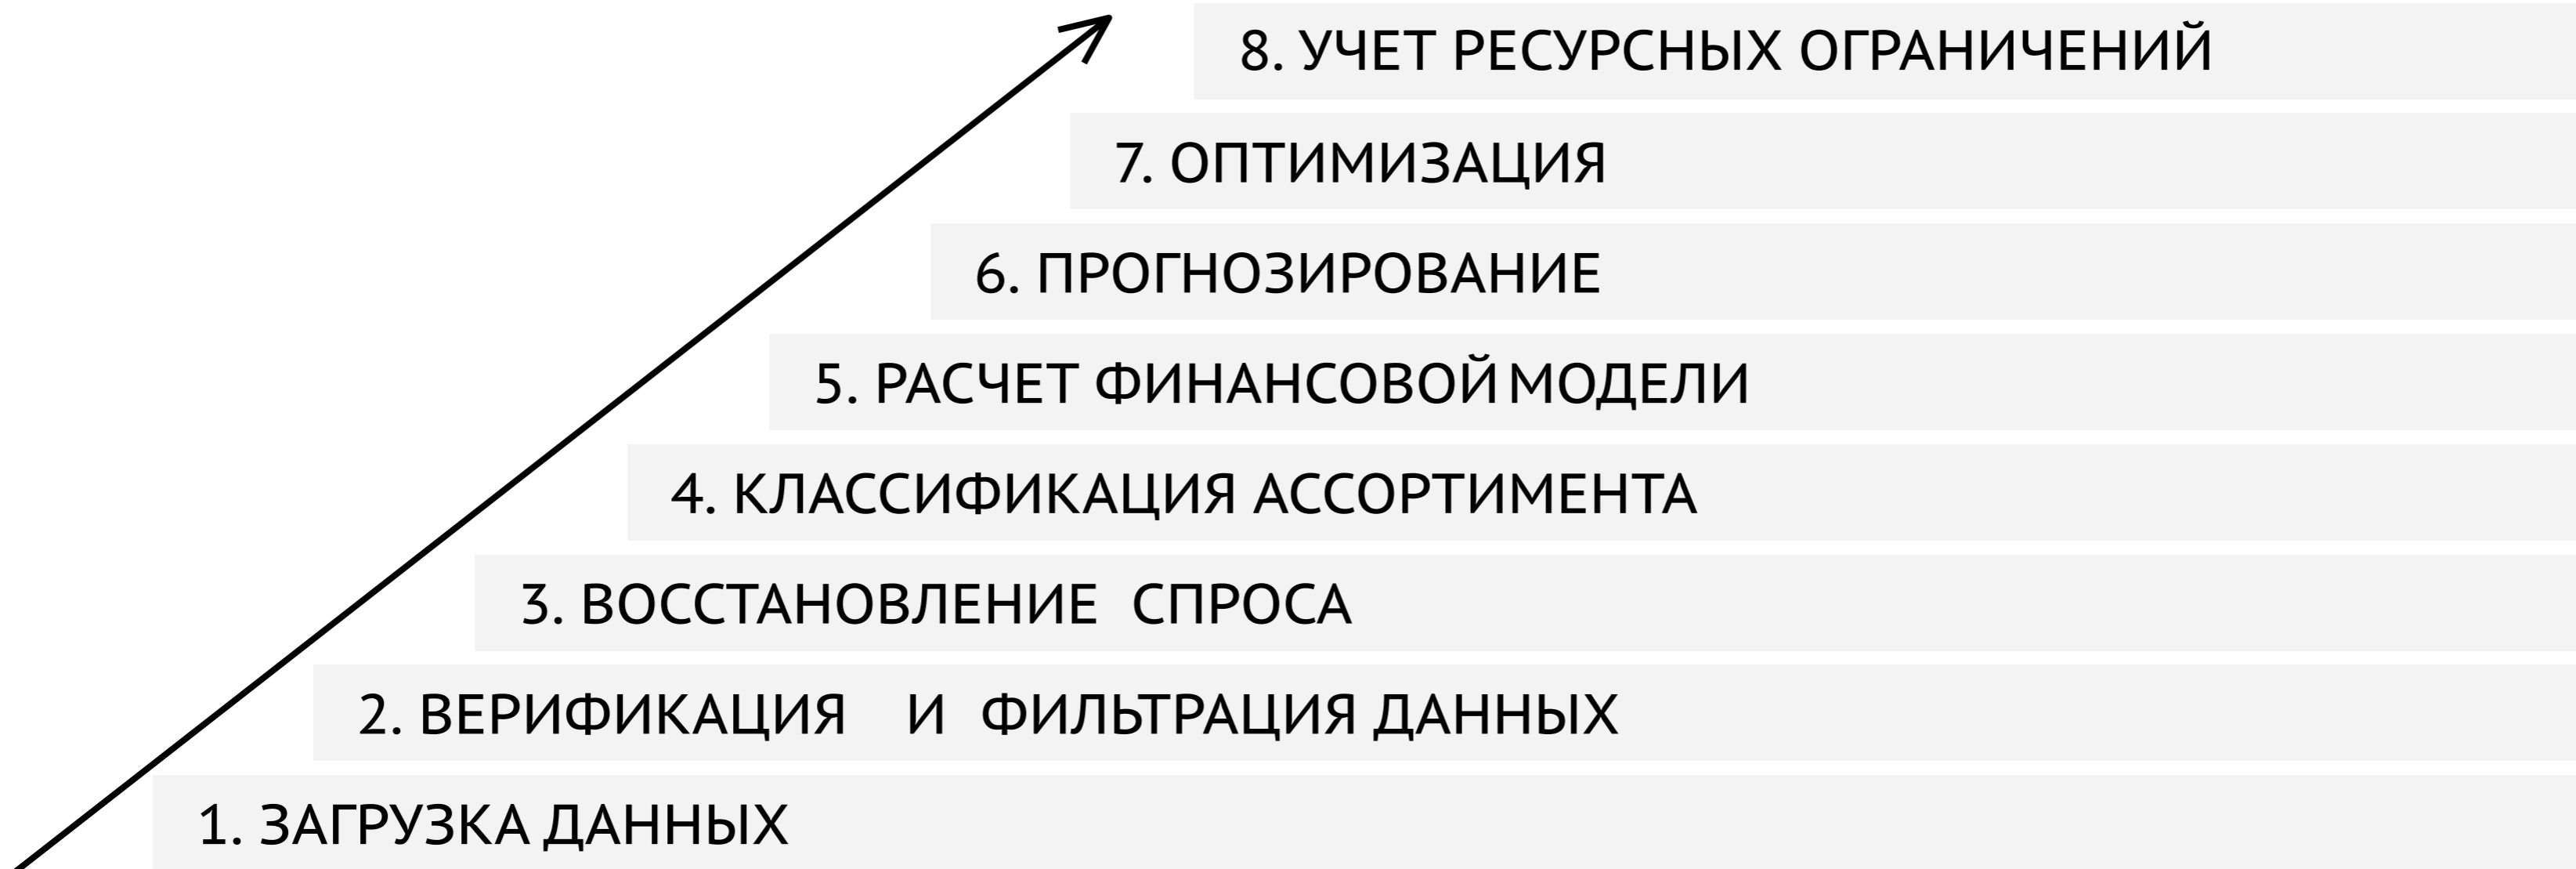 8. УЧЕТ РЕСУРСНЫХ ОГРАНИЧЕНИЙ
7. ОПТИМИЗАЦИЯ
6. ПРОГНОЗИРОВАНИЕ
5. РАСЧЕТ ФИНАНСОВОЙ МОДЕЛИ
4. КЛАССИФИКАЦИЯ АССОРТИМЕНТА
3. ВОССТАНОВЛЕНИЕ СПРОСА
2. ВЕРИФИКАЦИЯ И ФИЛЬТРАЦИЯ ДАННЫХ
1. ЗАГРУЗКА ДАННЫХ